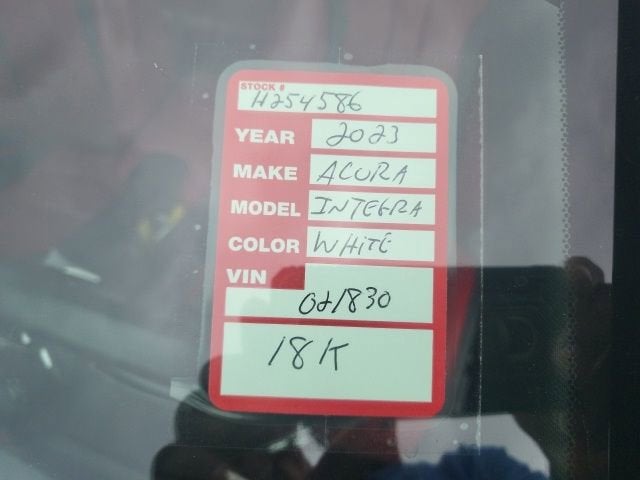 STOCK #
H254586
YEAR 2023
MAKE ACURA
MODEL INTEGRA
COLOR WHITE
VIN
021830
18K